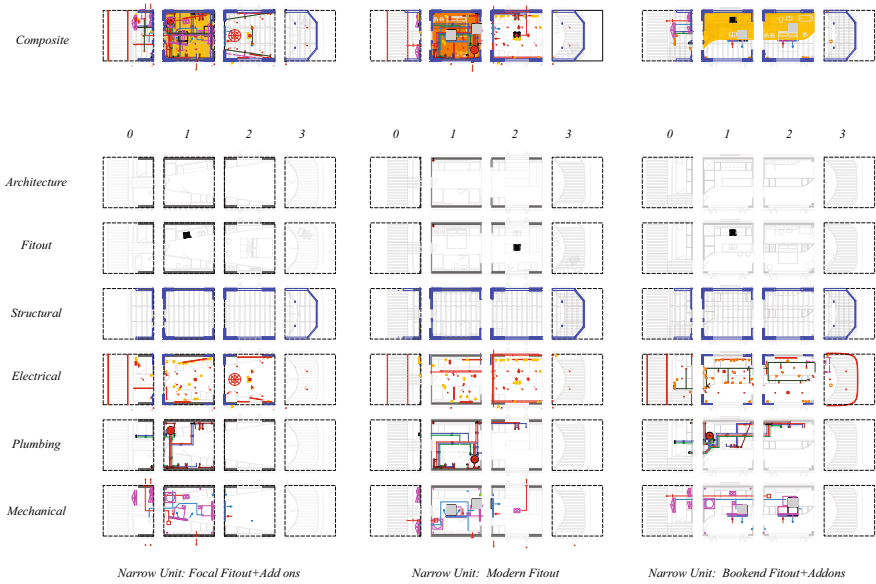 Composite
0 1 2 3 0 1 2 3 0 1 2 3
Architecture
Fitout
Structural
Electrical
Plumbing
Mechanical
Narrow Unit: Focal Fitout+Add ons Narrow Unit: Modern Fitout Narrow Unit: Bookend Fitout+Addons